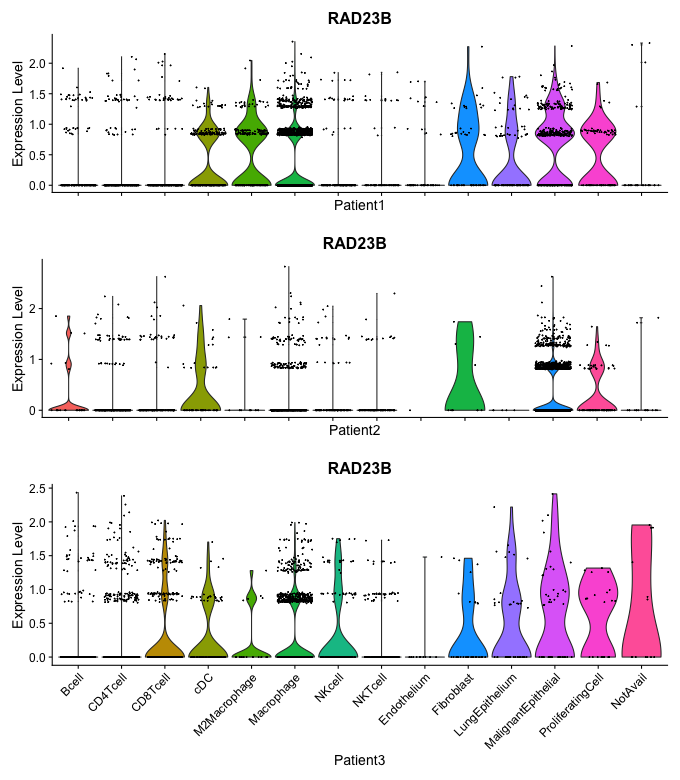 RAD23B
Expression Level
2.0
1.5
1.0
0.5
0.0
Patient1
RAD23B
Expression Level
2
1
0
Patient2
RAD23B
Expression Level
2.5
2.0
1.5
1.0
0.5
0.0
Bcell
CD4Tcell
CD8Tcell
cDC
M2Macrophage
Macrophage
NKcell
NKTcell
Endothelium
Fibroblast
LungEpithelium
MalignantEpithelial
ProliferatingCell
NotAvail
Patient3